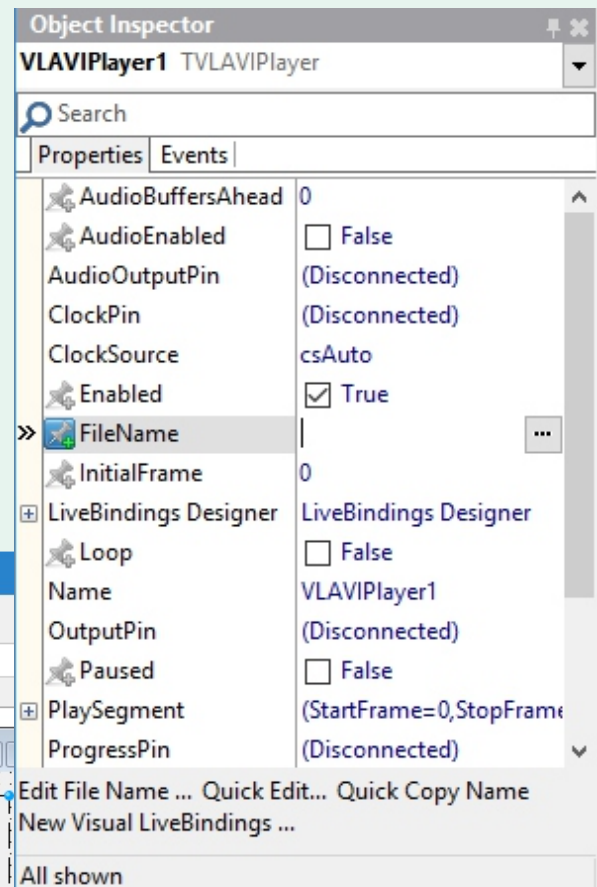 Object Inspector
VLAVIPlayer1 TVLAVIPlayer
Search
Properties Events
AudioBuffersAhead 0
AudioEnabled False
AudioOutputPin (Disconnected)
ClockPin (Disconnected)
ClockSource csAuto
Enabled True
FileName
InitialFrame 0
LiveBindings Designer LiveBindings Designer
Loop False
Name VLAVIPlayer1
OutputPin (Disconnected)
Paused False
PlaySegment (StartFrame=0,StopFrame
ProgressPin (Disconnected)
Edit File Name ... Quick Edit... Quick Copy Name
New Visual LiveBindings ...
All shown